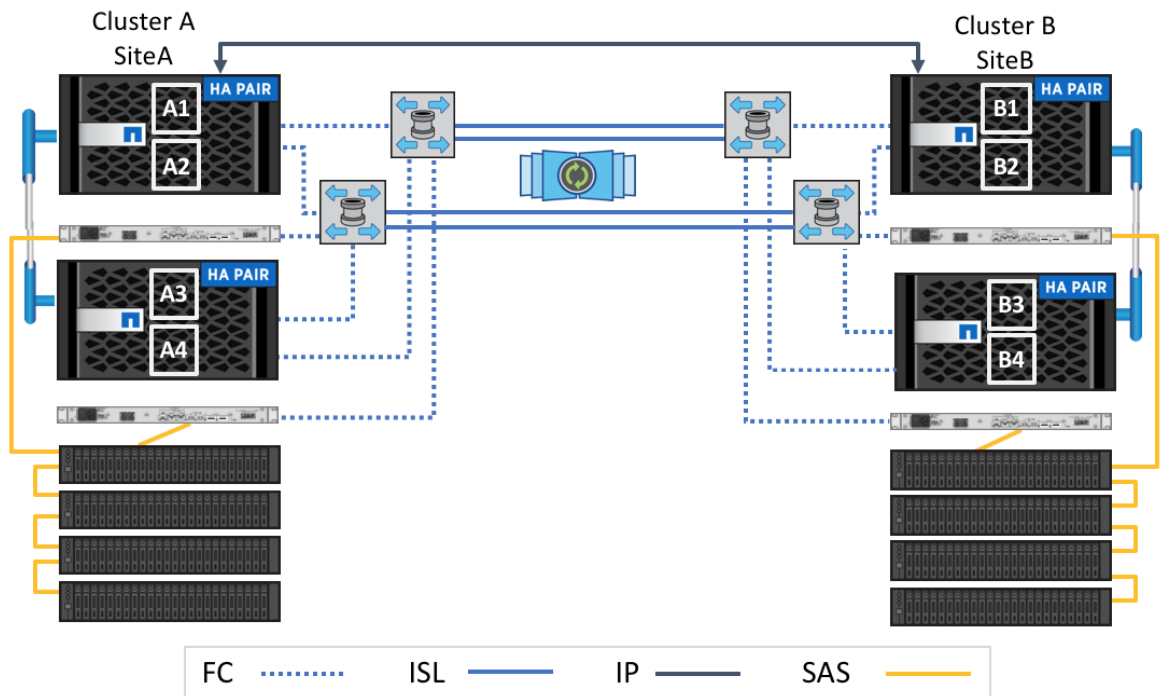 Cluster A
SiteA
Cluster B
SiteB
HA PAIR
A1
A2
HA PAIR
B1
B2
HA PAIR
A3
A4
HA PAIR
B3
B4
FC
ISL
IP
SAS